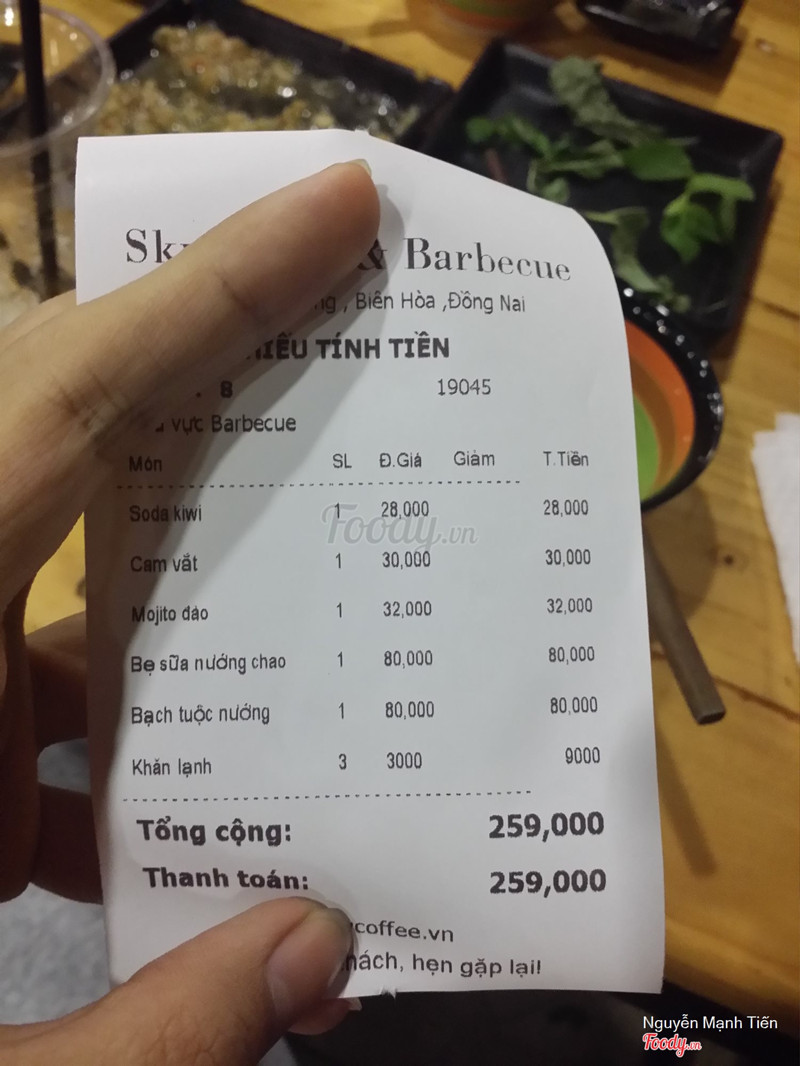 & Barbecue
, Biên Hòa ,Đồng Nai
TÍNH TIỀN
8 19045
vực Barbecue
Món SL Đ.Giá Giảm T.Tiền
Soda kiwi 1 28,000 28,000
Cam vắt 1 30,000 30,000
Mojito đáo 1 32,000 32,000
Bẹ sữa nướng chao 1 80,000 80,000
Bạch tuộc nướng 1 80,000 80,000
Khăn lạnh 3 3000 9000
Tổng cộng: 259,000
Thanh toán: 259,000
coffee.vn
hẹn gặp lại!
Foody.vn
Nguyễn Mạnh Tiến
Foody.vn